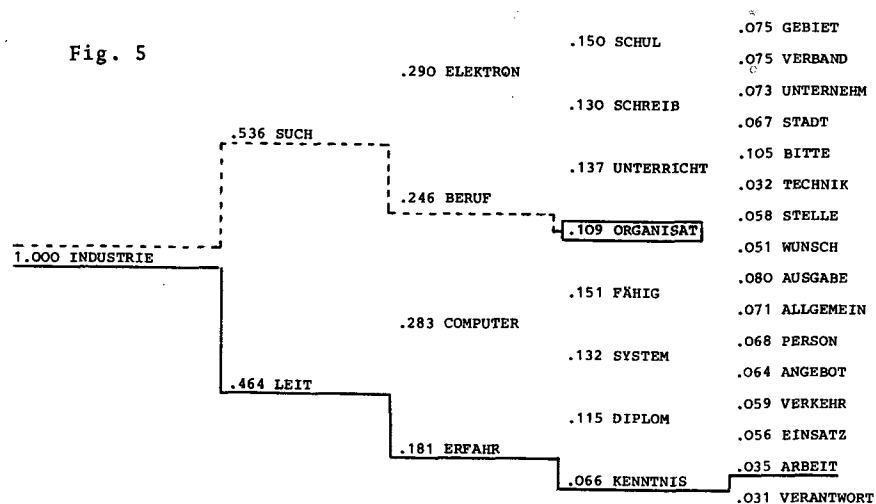 Fig. 5
1.000 INDUSTRIE
.536 SUCH
.464 LEIT
.290 ELEKTRON
.246 BERUF
.283 COMPUTER
.181 ERFAHR
.150 SCHUL
.130 SCHREIB
.137 UNTERRICHT
.109 ORGANISAT
.151 FÄHIG
.132 SYSTEM
.115 DIPLOM
.066 KENNTNIS
.075 GEBIET
.075 VERBAND
.073 UNTERNEHM
.067 STADT
.105 BITTE
.032 TECHNIK
.058 STELLE
.051 WUNSCH
.080 AUSGABE
.071 ALLGEMEIN
.068 PERSON
.064 ANGEBOT
.059 VERKEHR
.056 EINSATZ
.035 ARBEIT
.031 VERANTWORT